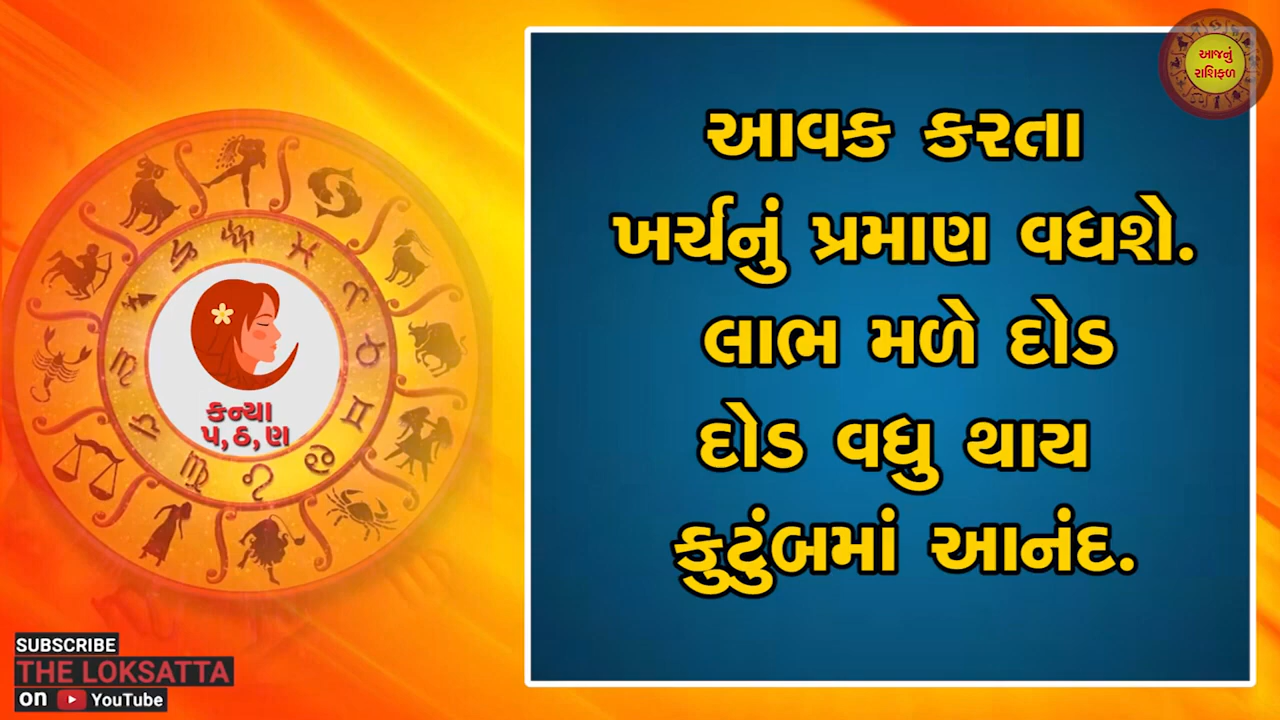 આજનું
રાશિફળ
આવક કરતા
ખર્ચનું પ્રમાણ વધશે.
લાભ મળે દોડ
દોડ વધુ થાય
કુટુંબમાં આનંદ.
કન્યા
પ, ઠ, ણ
SUBSCRIBE
THE LOKSATTA
on YouTube